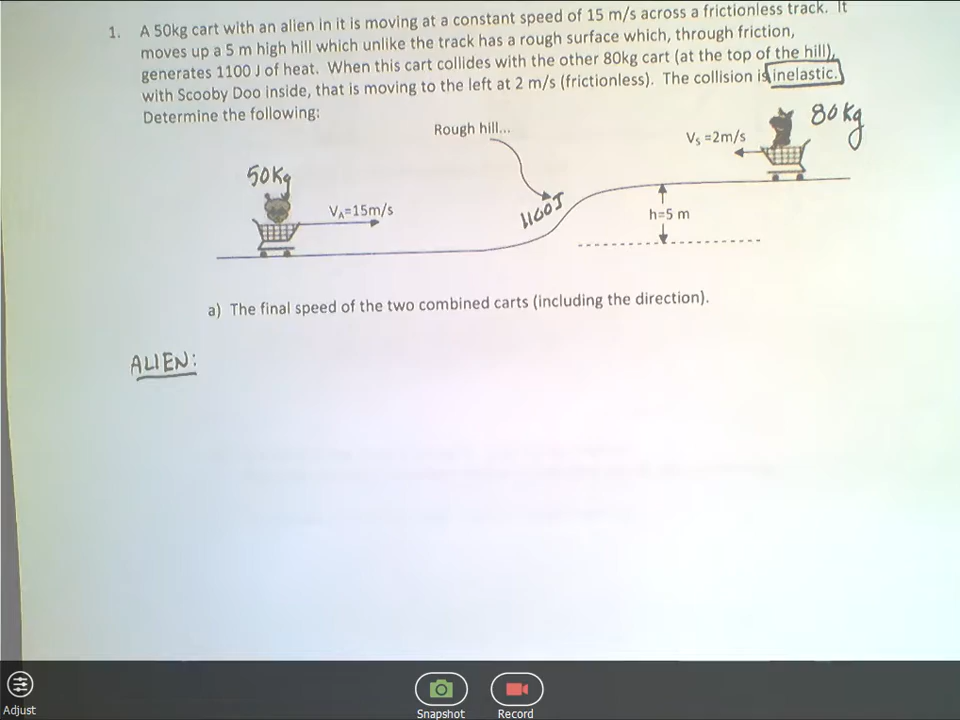 1. A 50kg cart with an alien in it is moving at a constant speed of 15 m/s across a frictionless track. It
moves up a 5 m high hill which unlike the track has a rough surface which, through friction,
generates 1100 J of heat. When this cart collides with the other 80kg cart (at the top of the hill),
with Scooby Doo inside, that is moving to the left at 2 m/s (frictionless). The collision is inelastic.
Determine the following:
Rough hill...
80Kg
Vs =2m/s
50Kg
VA=15m/s
1100J
h=5 m
a) The final speed of the two combined carts (including the direction).
ALIEN:
Adjust
Snapshot
Record